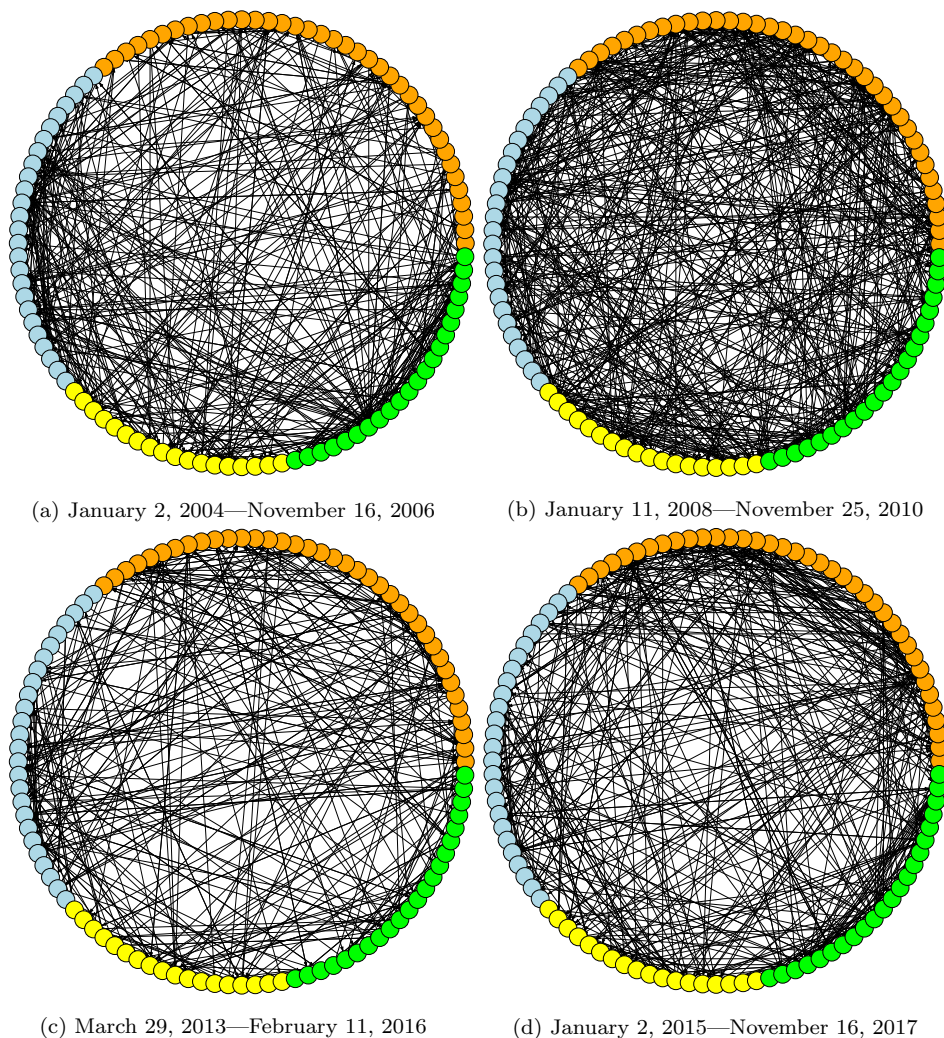 (a) January 2, 2004—November 16, 2006
(b) January 11, 2008—November 25, 2010
(c) March 29, 2013—February 11, 2016
(d) January 2, 2015—November 16, 2017